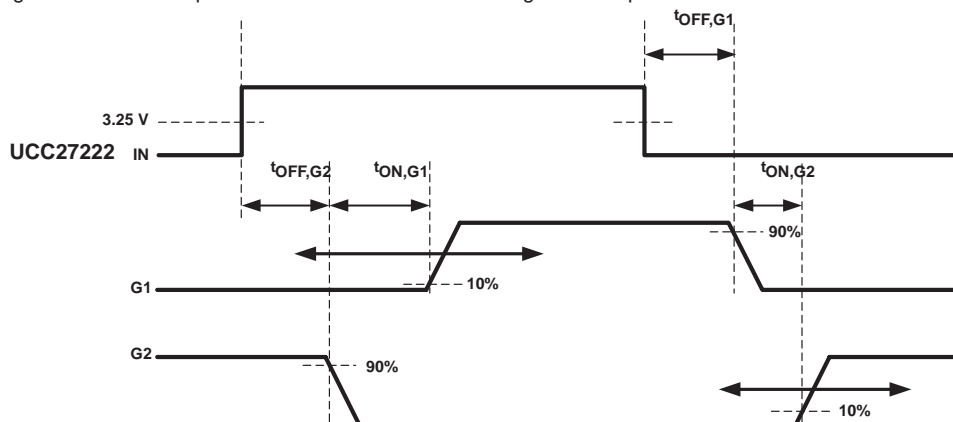 tOFF,G1
3.25 V
UCC27222 IN
tOFF,G2 tON,G1 tON,G2
90%
10%
G1
G2
90%
10%